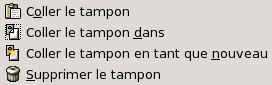 Coller le tampon
Coller le tampon dans
Coller le tampon en tant que nouveau
Supprimer le tampon